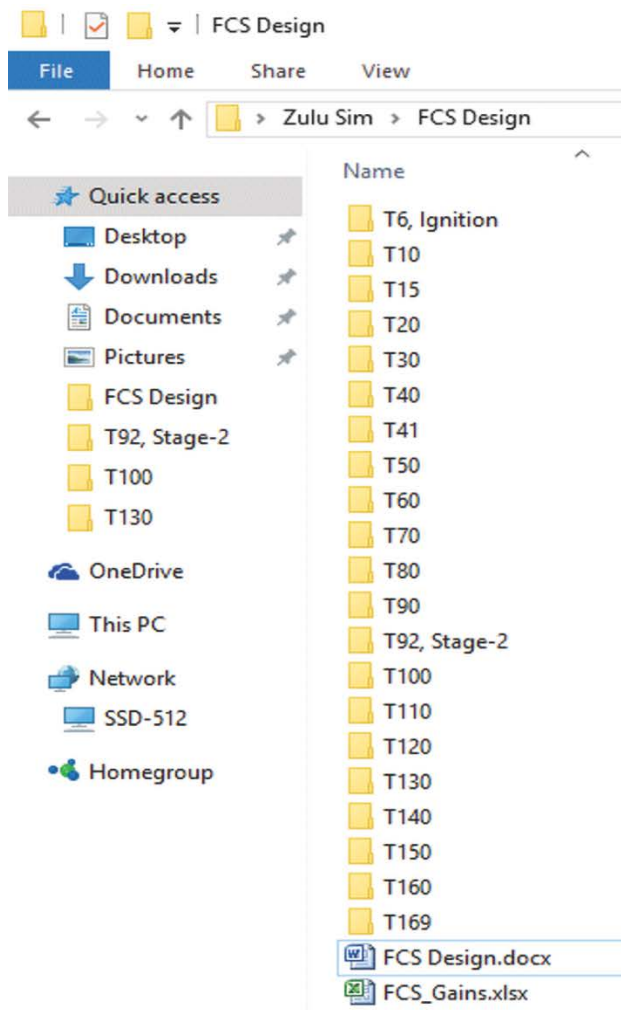 FCS Design
File Home Share View
Zulu Sim > FCS Design
Quick access
Desktop
Downloads
Documents
Pictures
FCS Design
T92, Stage-2
T100
T130
OneDrive
This PC
Network
SSD-512
Homegroup
Name
T6, Ignition
T10
T15
T20
T30
T40
T41
T50
T60
T70
T80
T90
T92, Stage-2
T100
T110
T120
T130
T140
T150
T160
T169
FCS Design.docx
FCS_Gains.xlsx